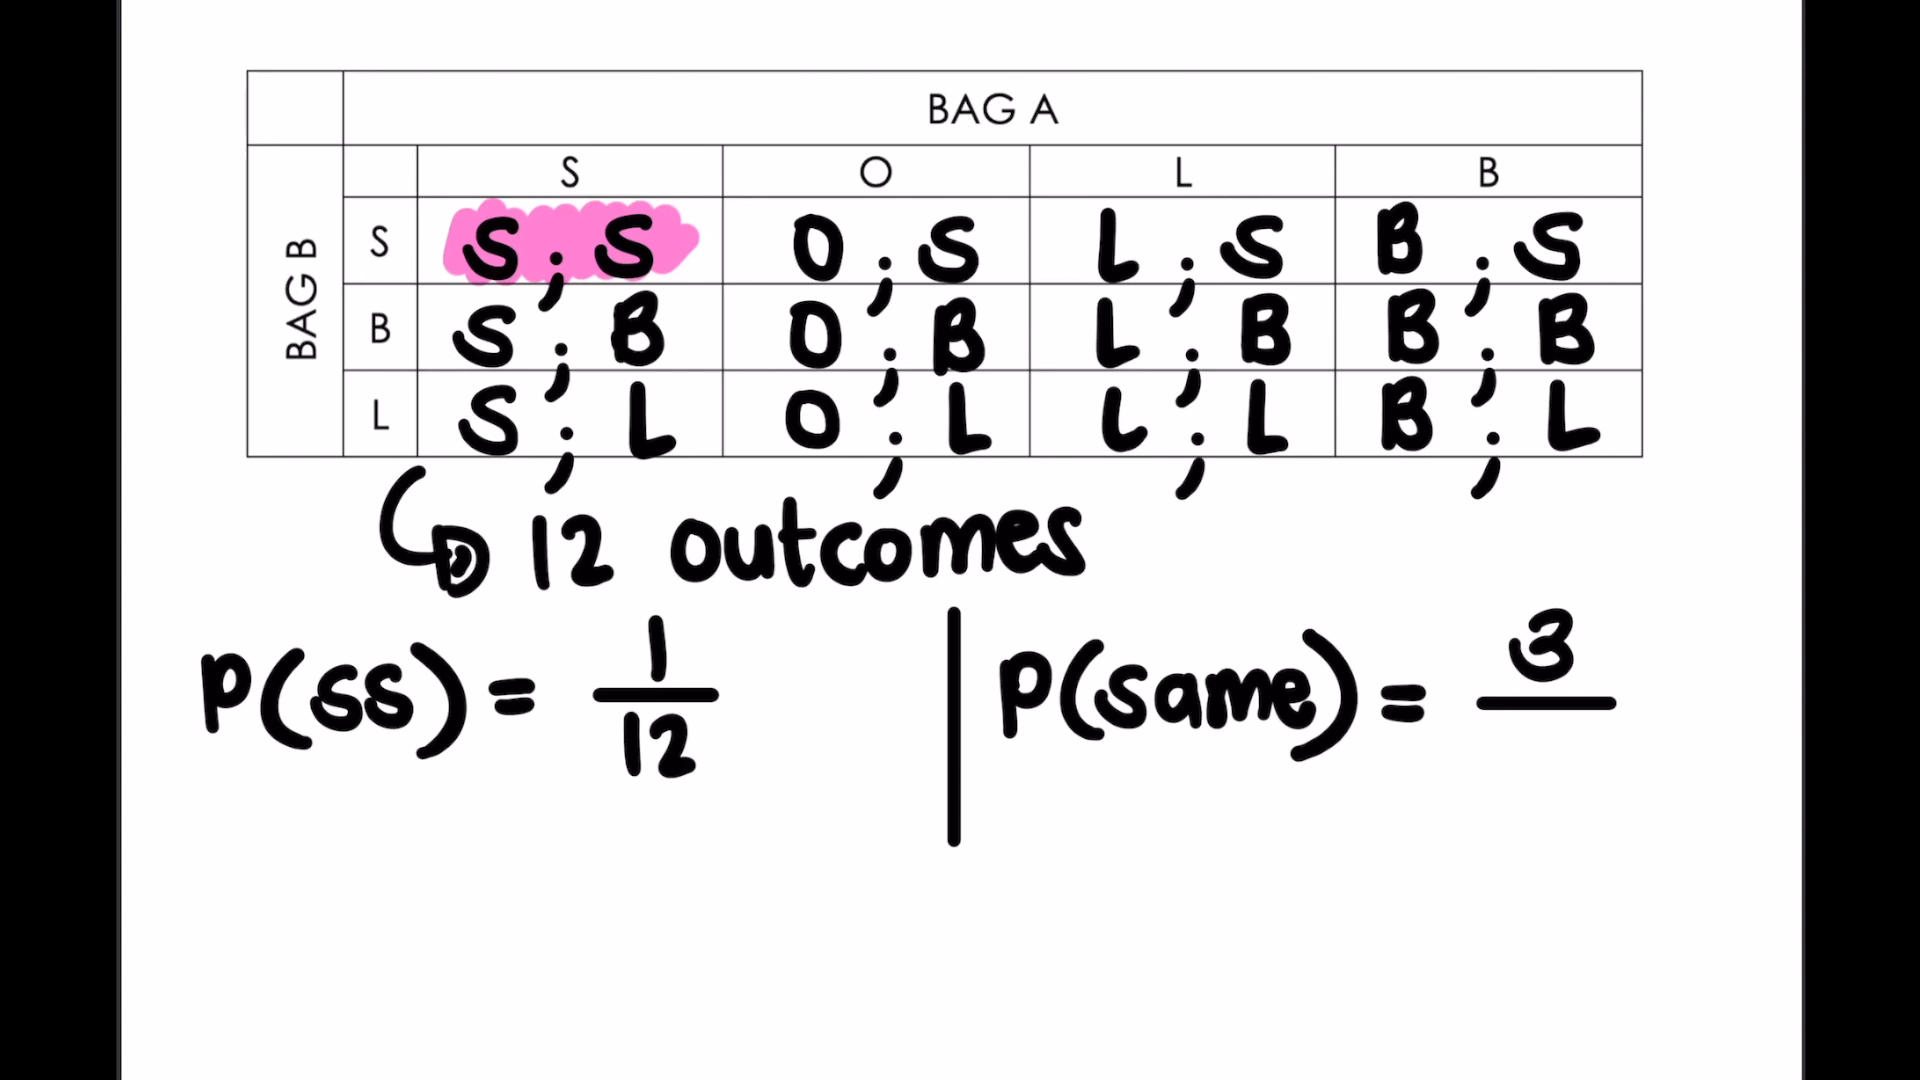 BAG A
S O L B
BAG B
S S ; S O ; S L ; S B ; S
B S ; B O ; B L ; B B ; B
L S ; L O ; L L ; L B ; L
12 outcomes
P(SS) = 1/12
P(same) = 3